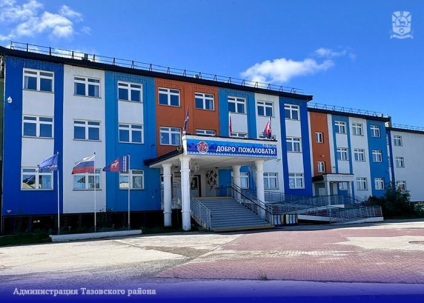 ДОБРО ПОЖАЛОВАТЬ!
Администрация Тазовского района